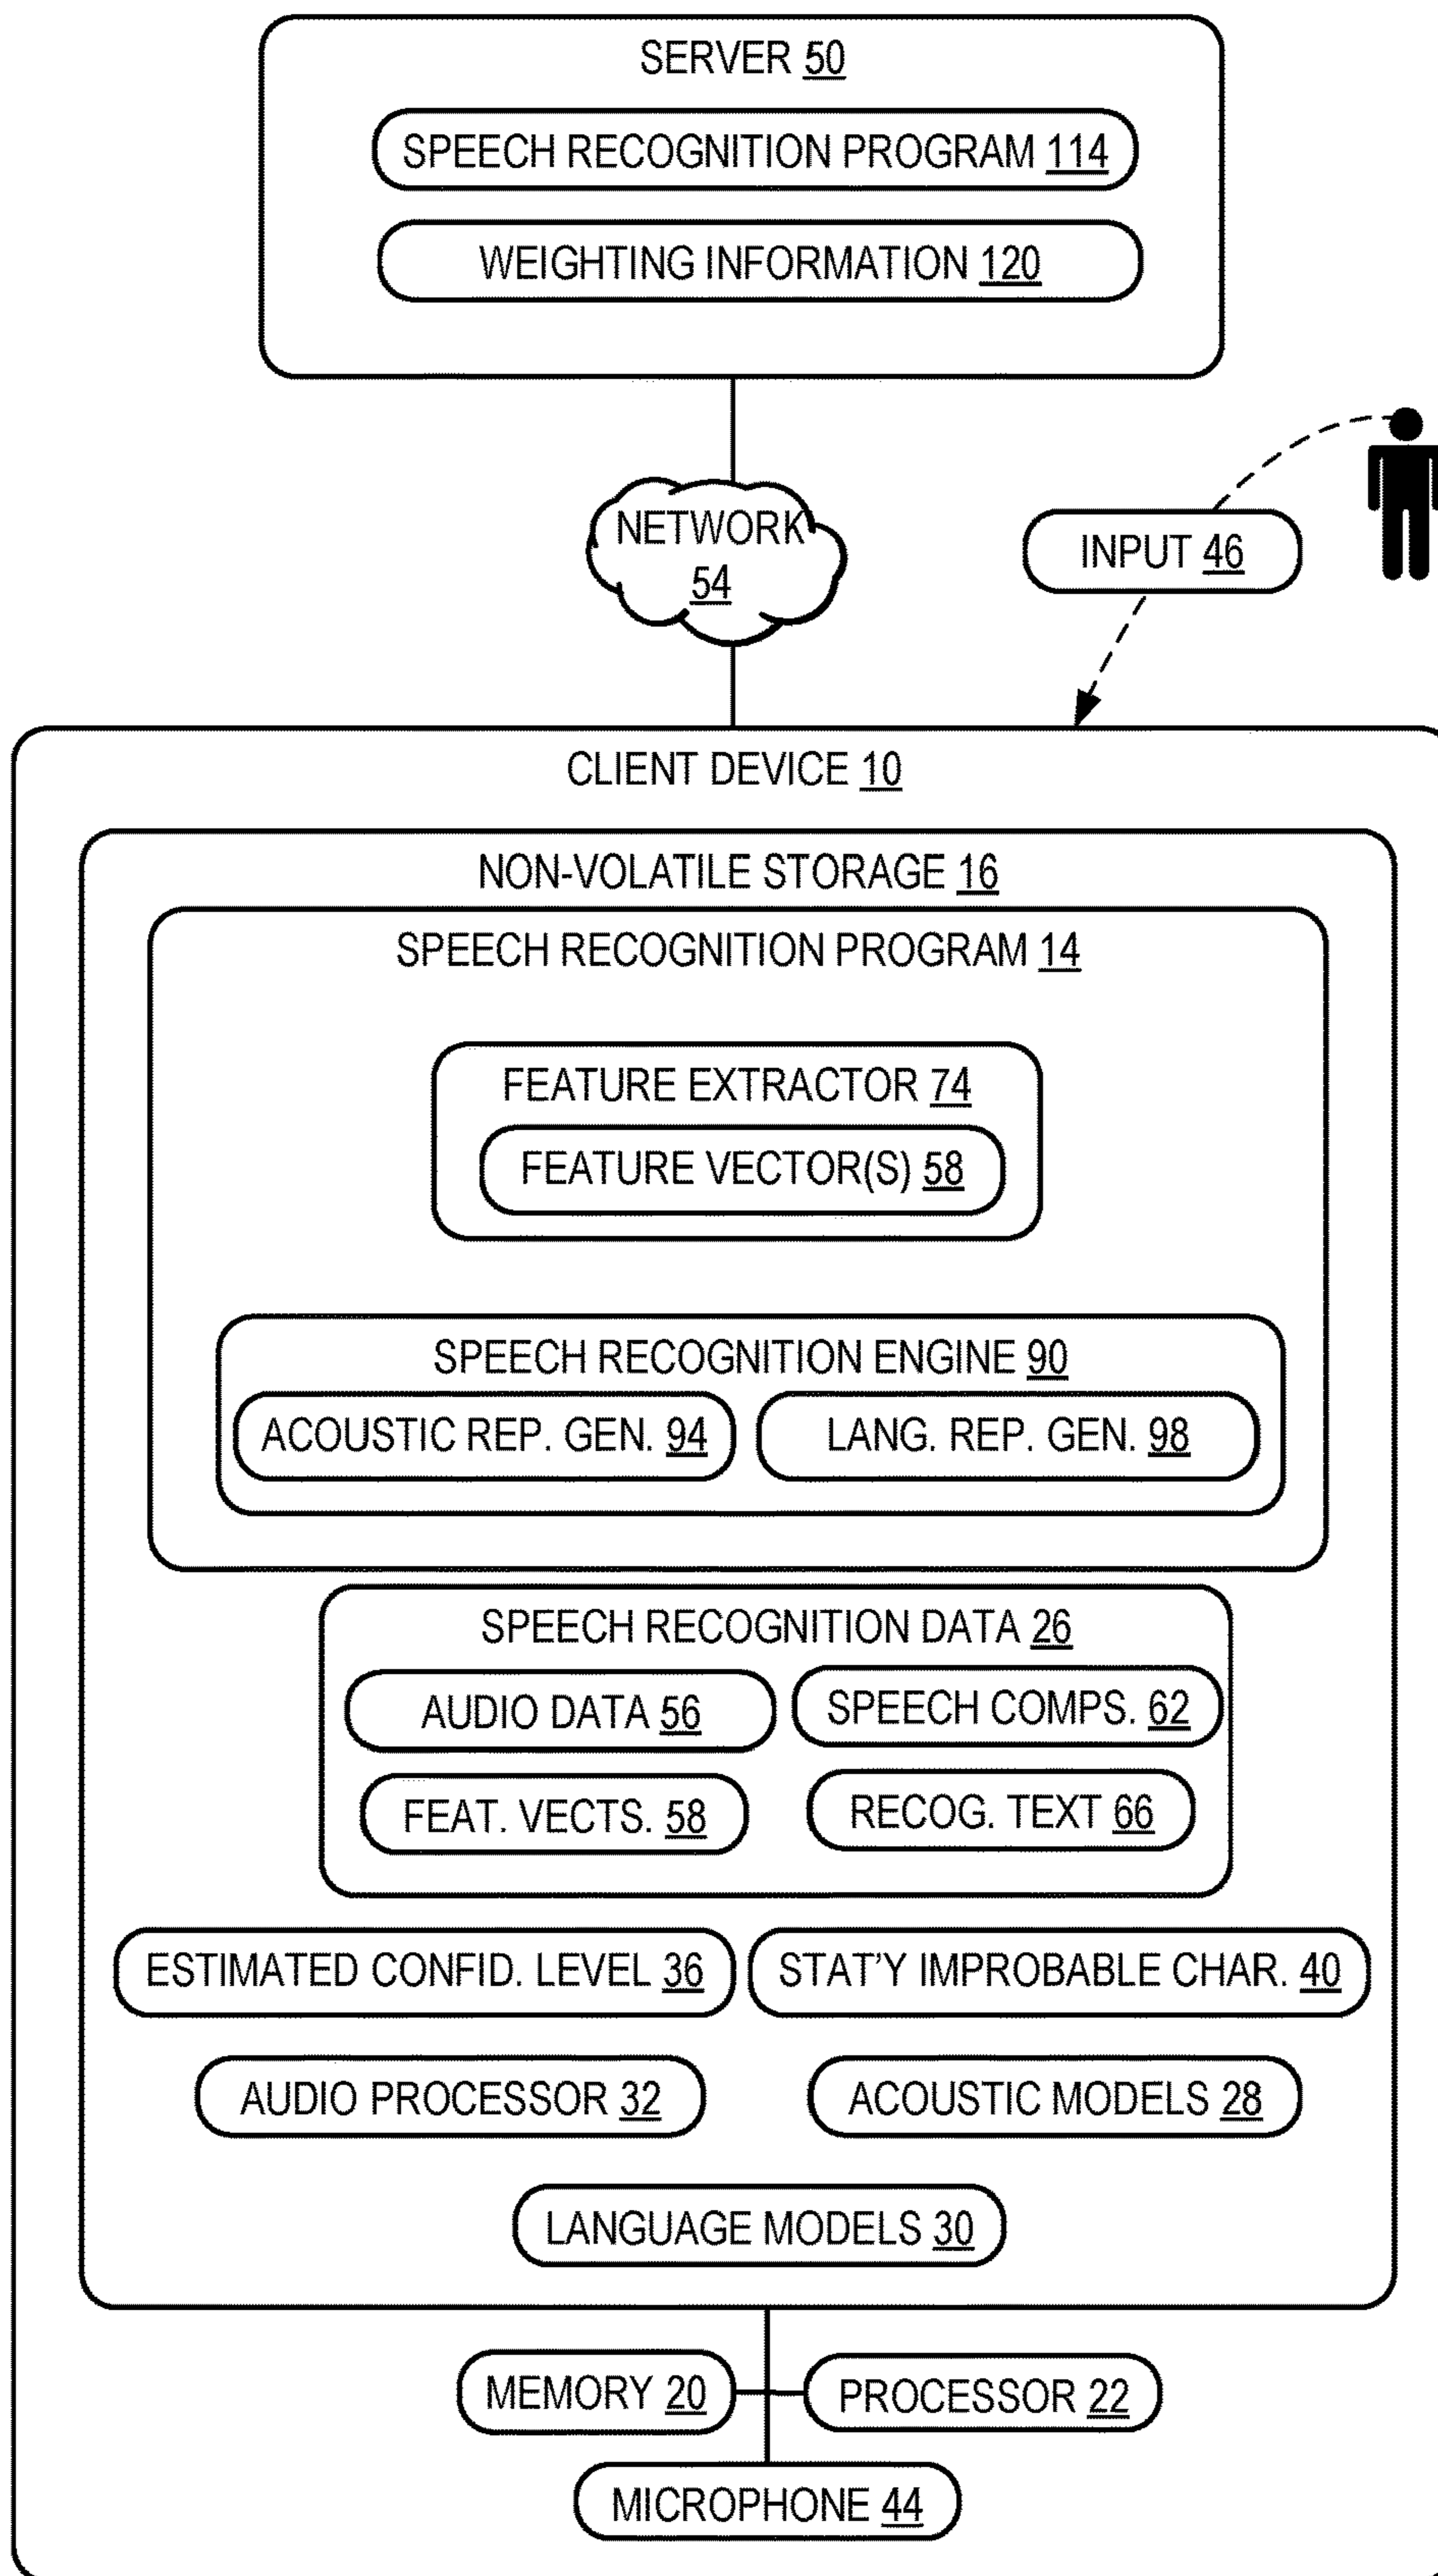 SERVER 50
SPEECH RECOGNITION PROGRAM 114
WEIGHTING INFORMATION 120
NETWORK
54
INPUT 46
CLIENT DEVICE 10
NON-VOLATILE STORAGE 16
SPEECH RECOGNITION PROGRAM 14
FEATURE EXTRACTOR 74
FEATURE VECTOR(S) 58
SPEECH RECOGNITION ENGINE 90
ACOUSTIC REP. GEN. 94
LANG. REP. GEN. 98
SPEECH RECOGNITION DATA 26
AUDIO DATA 56
SPEECH COMPS. 62
FEAT. VECTS. 58
RECOG. TEXT 66
ESTIMATED CONFID. LEVEL 36
STAT'Y IMPROBABLE CHAR. 40
AUDIO PROCESSOR 32
ACOUSTIC MODELS 28
LANGUAGE MODELS 30
MEMORY 20
PROCESSOR 22
MICROPHONE 44